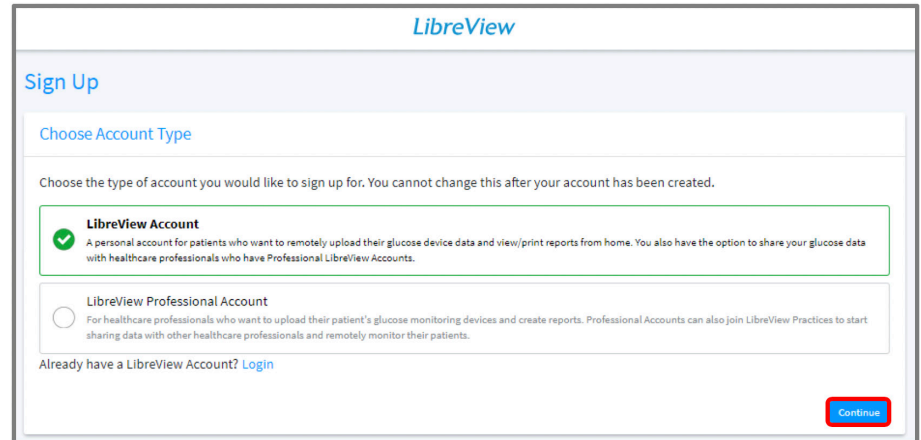 LibreView
Sign Up
Choose Account Type
Choose the type of account you would like to sign up for. You cannot change this after your account has been created.
LibreView Account
A personal account for patients who want to remotely upload their glucose device data and view/print reports from home. You also have the option to share your glucose data
with healthcare professionals who have Professional LibreView Accounts.
LibreView Professional Account
For healthcare professionals who want to upload their patient's glucose monitoring devices and create reports. Professional Accounts can also join LibreView Practices to start
sharing data with other healthcare professionals and remotely monitor their patients.
Already have a LibreView Account? Login
Continue